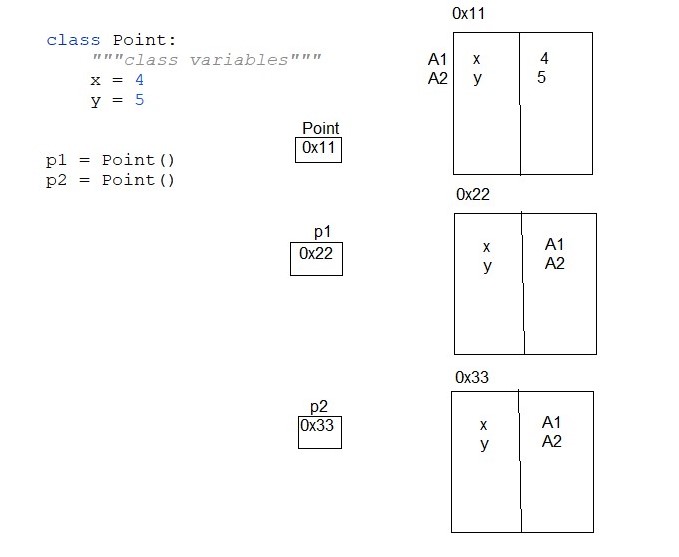 class Point:
"""class variables"""
x = 4
y = 5
p1 = Point()
p2 = Point()
0x11
A1 x 4
A2 y 5
Point
0x11
0x22
p1
0x22
x A1
y A2
0x33
p2
0x33
x A1
y A2